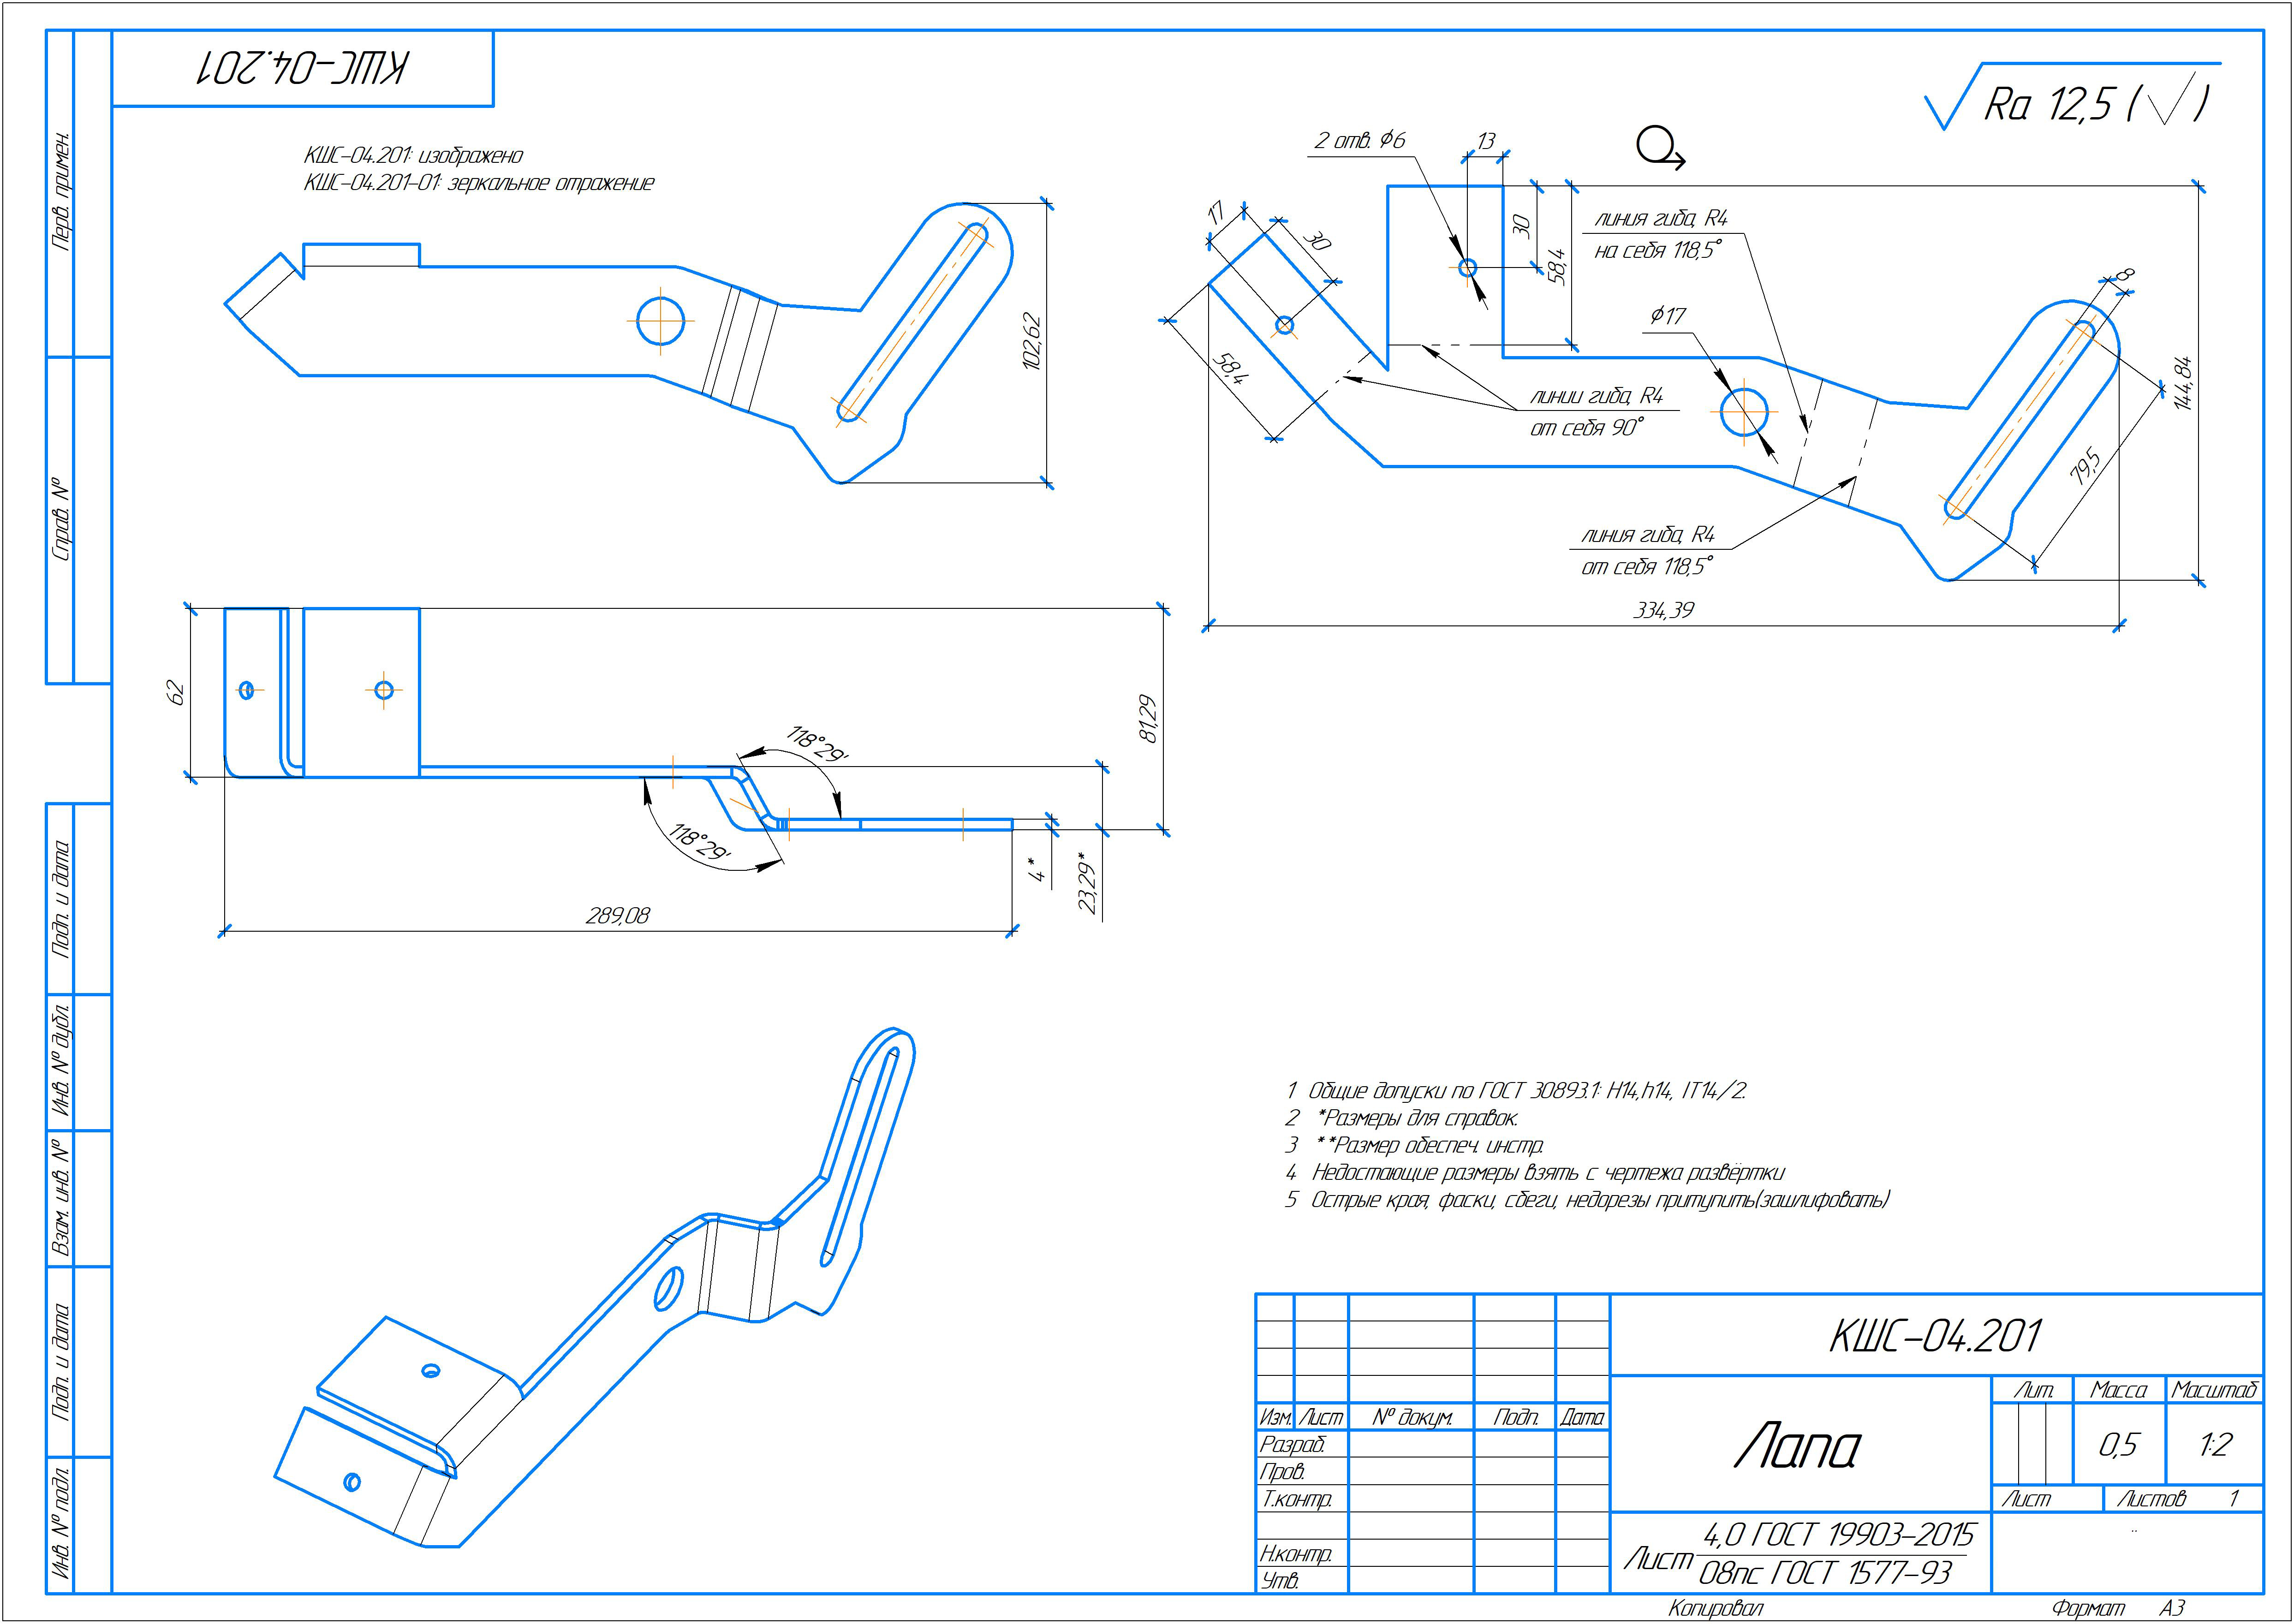 КШС-04.201
Ra 12,5 (√)
КШС-04.201: изображено
КШС-04.201-01: зеркальное отражение
102,62
2 отв. ϕ6
13
17
30
58,4
30
58,4
линия гиба, R4
на себя 118,5°
ϕ17
8
144,84
79,5
линии гиба, R4
от себя 90°
линия гиба, R4
от себя 118,5°
334,39
62
81,29
118°29'
118°29'
4*
23,29*
289,08
1 Общие допуски по ГОСТ 30893.1: H14,h14, IT14/2.
2 *Размеры для справок.
3 **Размер обеспеч. инстр.
4 Недостающие размеры взять с чертежа развёртки
5 Острые края, фаски, сбеги, недорезы притупить(зашлифовать)
Перв. примен.
Справ. №
Подп. и дата
Инв. № дубл.
Взам. инв. №
Подп. и дата
Инв. № подл.
КШС-04.201
Лит. Масса Масштаб
Изм. Лист № докум. Подп. Дата
Разраб.
Пров.
Т.контр.
Н.контр.
Утв.
Лапа
0,5 1:2
Лист Листов 1
4,0 ГОСТ 19903-2015
Лист
08пс ГОСТ 1577-93
Копировал Формат А3